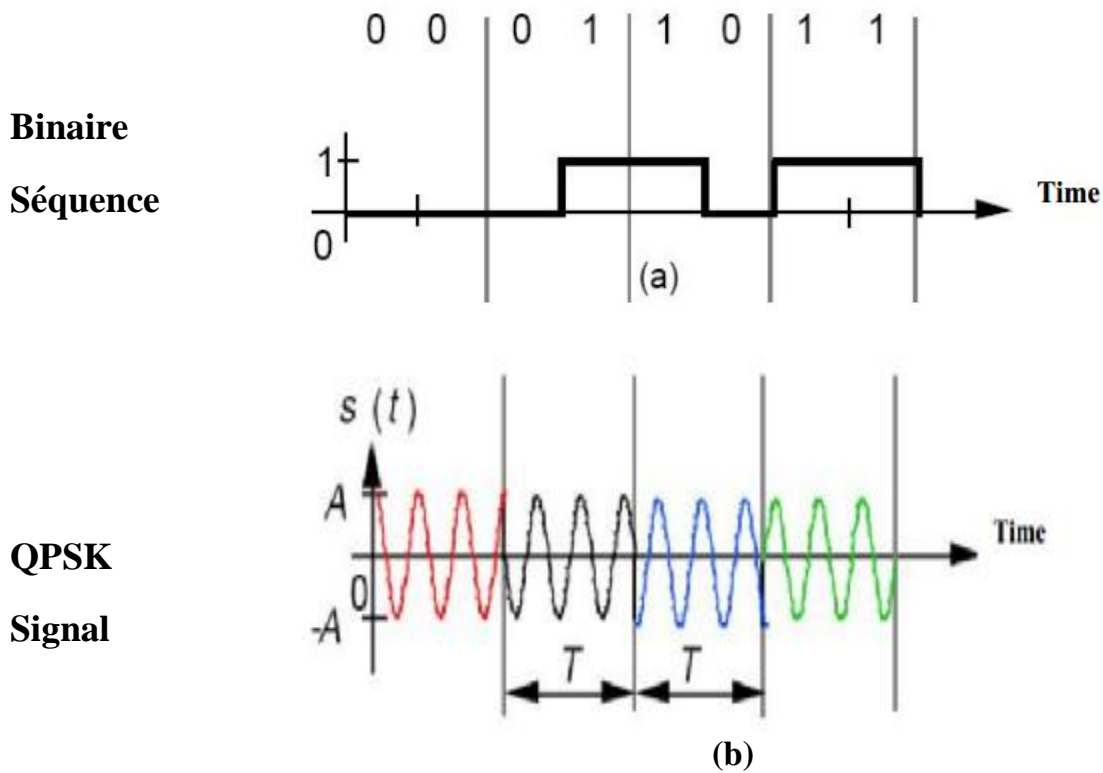 0 0 0 1 1 0 1 1
Binaire
1
Séquence
Time
0
(a)
s (t)
A
QPSK
Time
0
Signal
-A
T T
(b)